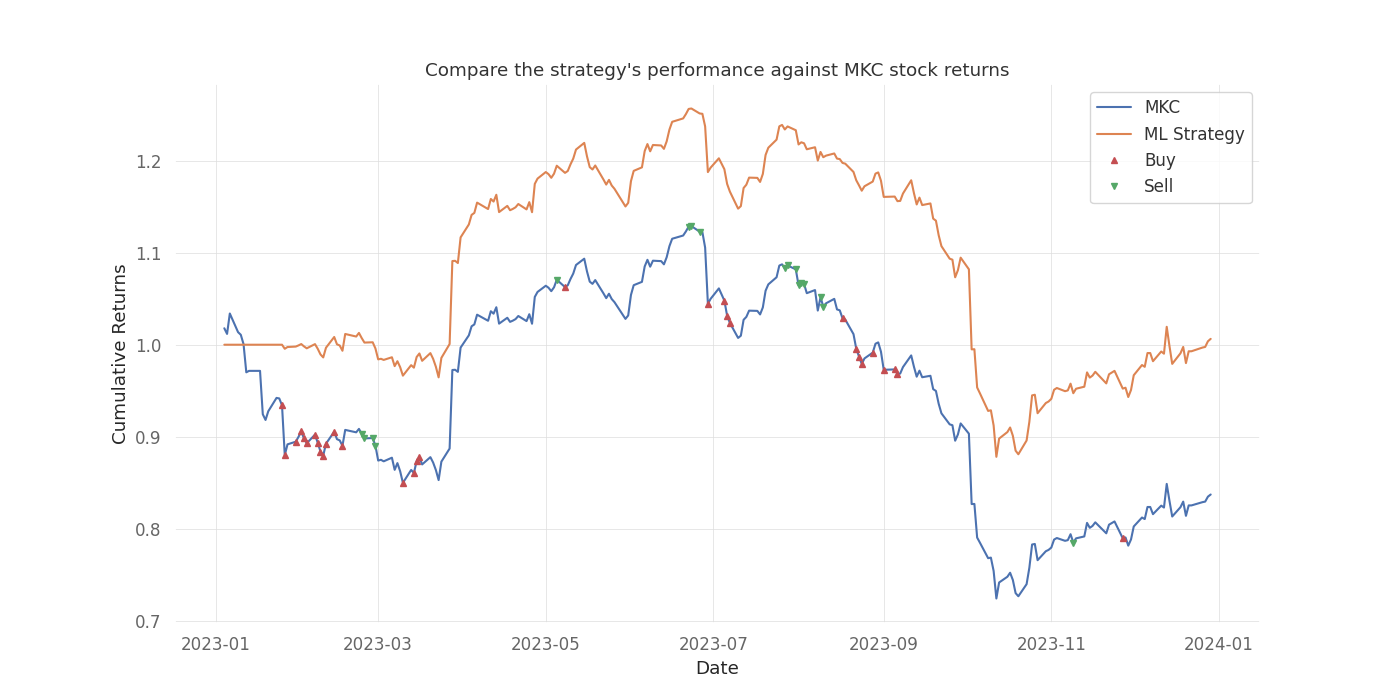 Compare the strategy's performance against MKC stock returns
MKC
ML Strategy
Buy
Sell
Cumulative Returns
1.2
1.1
1.0
0.9
0.8
0.7
2023-01
2023-03
2023-05
2023-07
2023-09
2023-11
2024-01
Date